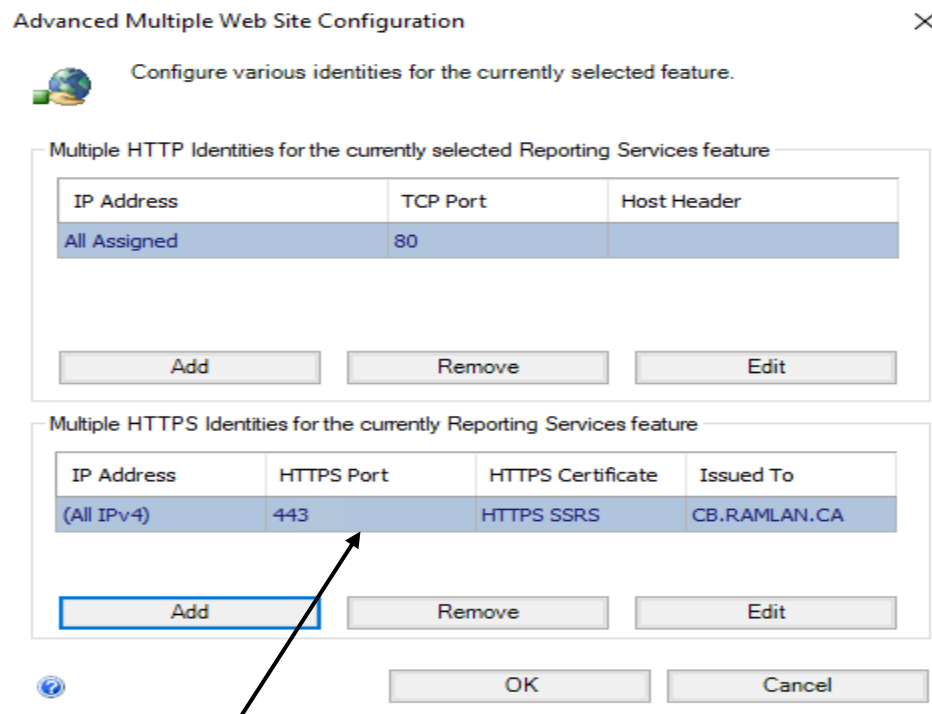 Advanced Multiple Web Site Configuration
Configure various identities for the currently selected feature.
Multiple HTTP Identities for the currently selected Reporting Services feature
IP Address TCP Port Host Header
All Assigned 80
Add Remove Edit
Multiple HTTPS Identities for the currently Reporting Services feature
IP Address HTTPS Port HTTPS Certificate Issued To
(All IPv4) 443 HTTPS SSRS CB.RAMLAN.CA
Add Remove Edit
OK Cancel